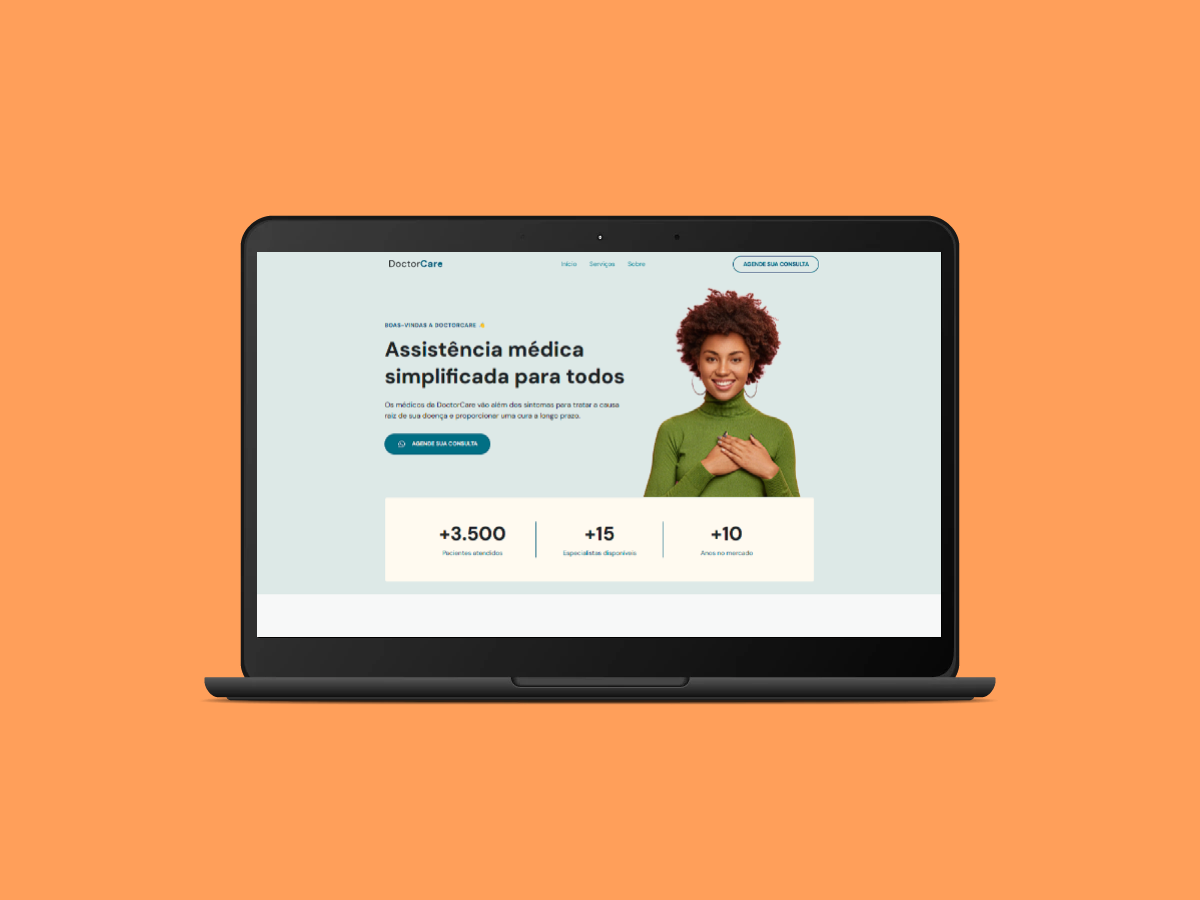 DoctorCare
Início Serviços Sobre
AGENDE SUA CONSULTA
BOAS-VINDAS A DOCTORCARE
Assistência médica
simplificada para todos
Os médicos da DoctorCare vão além dos sintomas para tratar a causa
raiz de sua doença e proporcionar uma cura a longo prazo.
AGENDE SUA CONSULTA
+3.500
Pacientes atendidos
+15
Especialistas disponíveis
+10
Anos no mercado